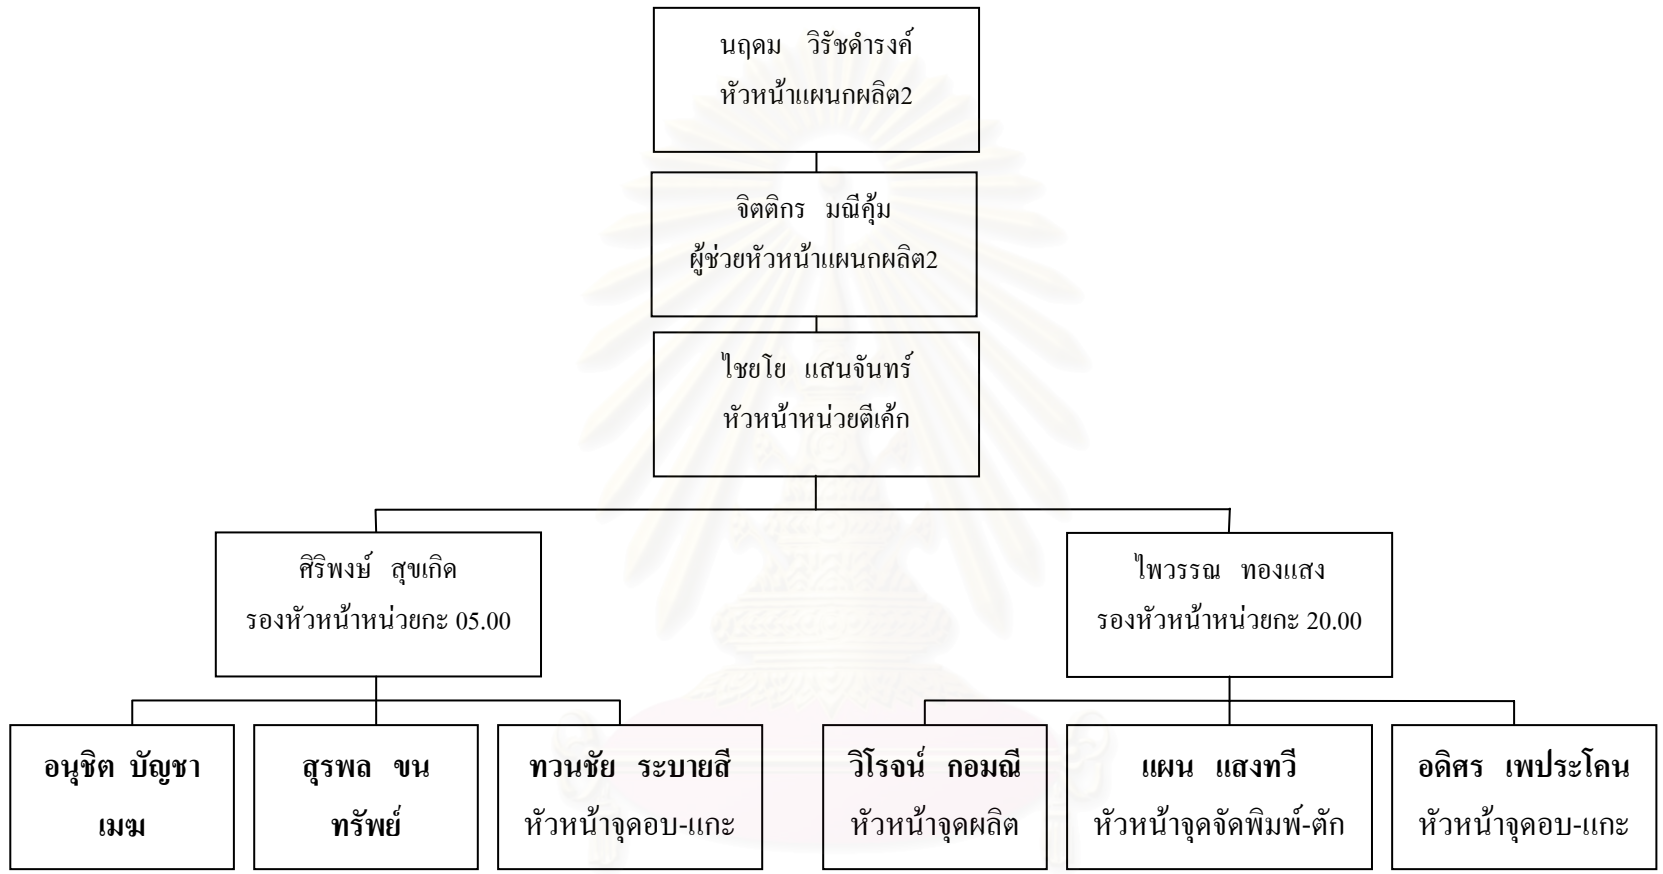 นฤดม วิรัชดำรงค์
หัวหน้าแผนกผลิต2
จิตติกร มณีคุ้ม
ผู้ช่วยหัวหน้าแผนกผลิต2
ไชยโย แสนจันทร์
หัวหน้าหน่วยตีเค้ก
ศิริพงษ์ สุขเกิด
รองหัวหน้าหน่วยกะ 05.00
ไพวรรณ ทองแสง
รองหัวหน้าหน่วยกะ 20.00
อนุชิต บัญชา
เมฆ
สุรพล ขน
ทรัพย์
ทวนชัย ระบายสี
หัวหน้าจุดอบ-แกะ
วิโรจน์ กอมณี
หัวหน้าจุดผลิต
แผน แสงทวี
หัวหน้าจุดจัดพิมพ์-ตัก
อดิศร เพประโคน
หัวหน้าจุดอบ-แกะ